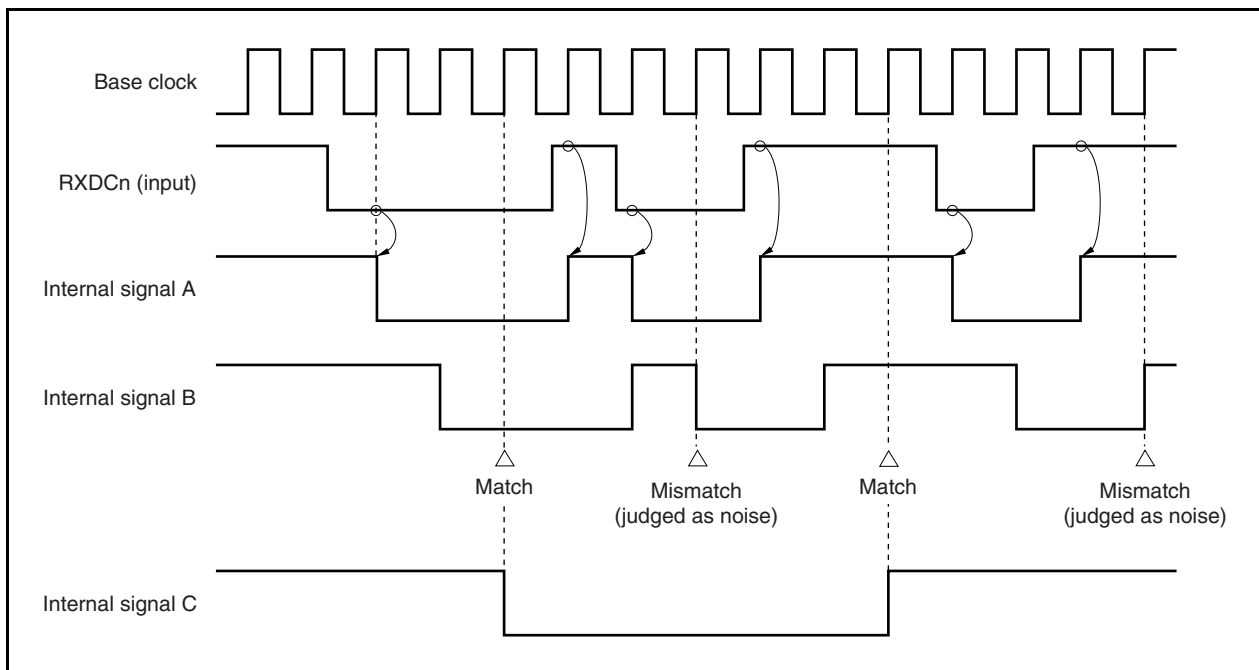 Base clock
RXDCn (input)
Internal signal A
Internal signal B
Match
Mismatch
(judged as noise)
Match
Mismatch
(judged as noise)
Internal signal C